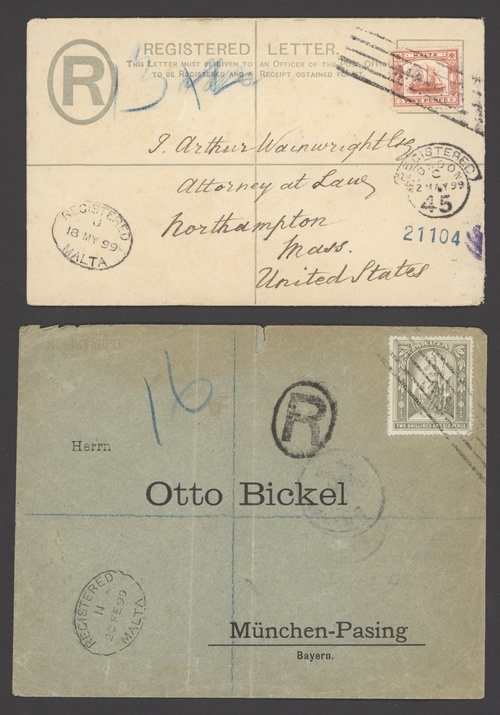 REGISTERED LETTER.
THIS LETTER MUST BE GIVEN TO AN OFFICER OF THE POST OFFICE
TO BE REGISTERED AND A RECEIPT OBTAINED FOR IT.
R
MALTA
PENCE
J. Arthur Wainwright Esq
Attorney at Law
Northampton
Mass.
United States
REGISTERED
LONDON
22 MAY 99
45
21104
REGISTERED
J
18 MY 99
MALTA
16
R
MALTA
TWO SHILLINGS AND SIX PENCE
Herrn
Otto Bickel
REGISTERED
N
FE 99
MALTA
München-Pasing
Bayern.